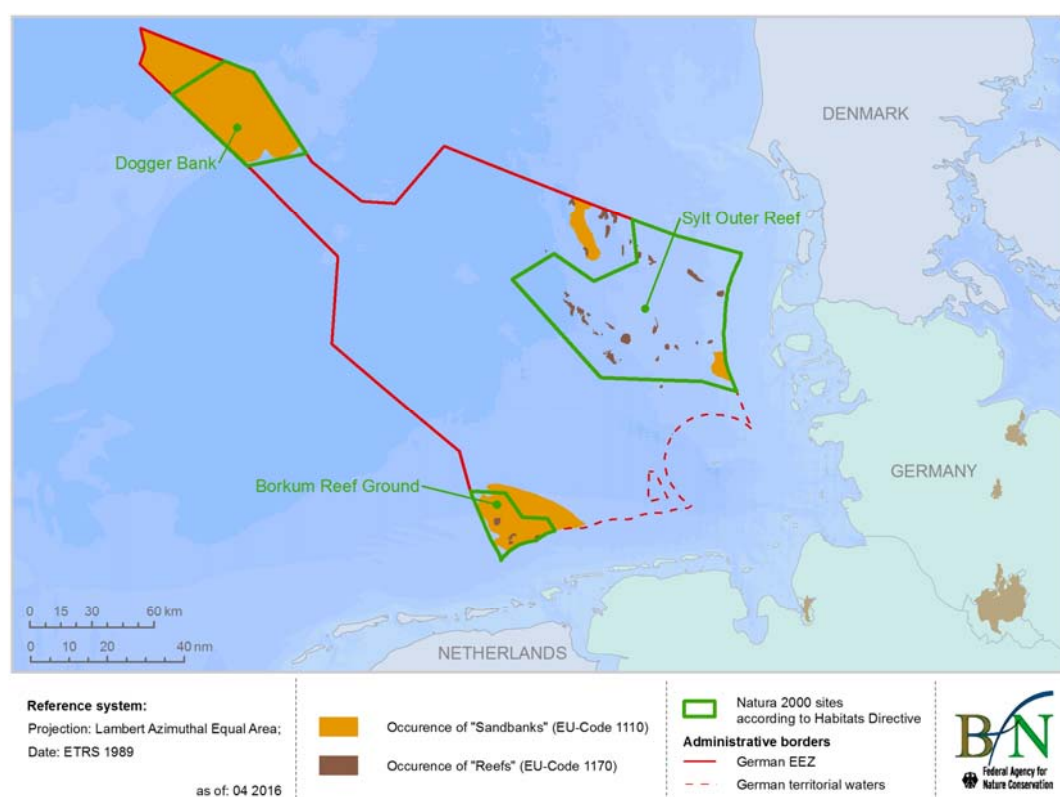 DENMARK
Dogger Bank
Sylt Outer Reef
GERMANY
Borkum Reef Ground
0 15 30 60 km
0 10 20 40 nm
NETHERLANDS
Reference system:
Projection: Lambert Azimuthal Equal Area;
Date: ETRS 1989
as of: 04 2016
Occurence of "Sandbanks" (EU-Code 1110)
Occurence of "Reefs" (EU-Code 1170)
Natura 2000 sites
according to Habitats Directive
Administrative borders
German EEZ
German territorial waters
BfN
Federal Agency for
Nature Conservation